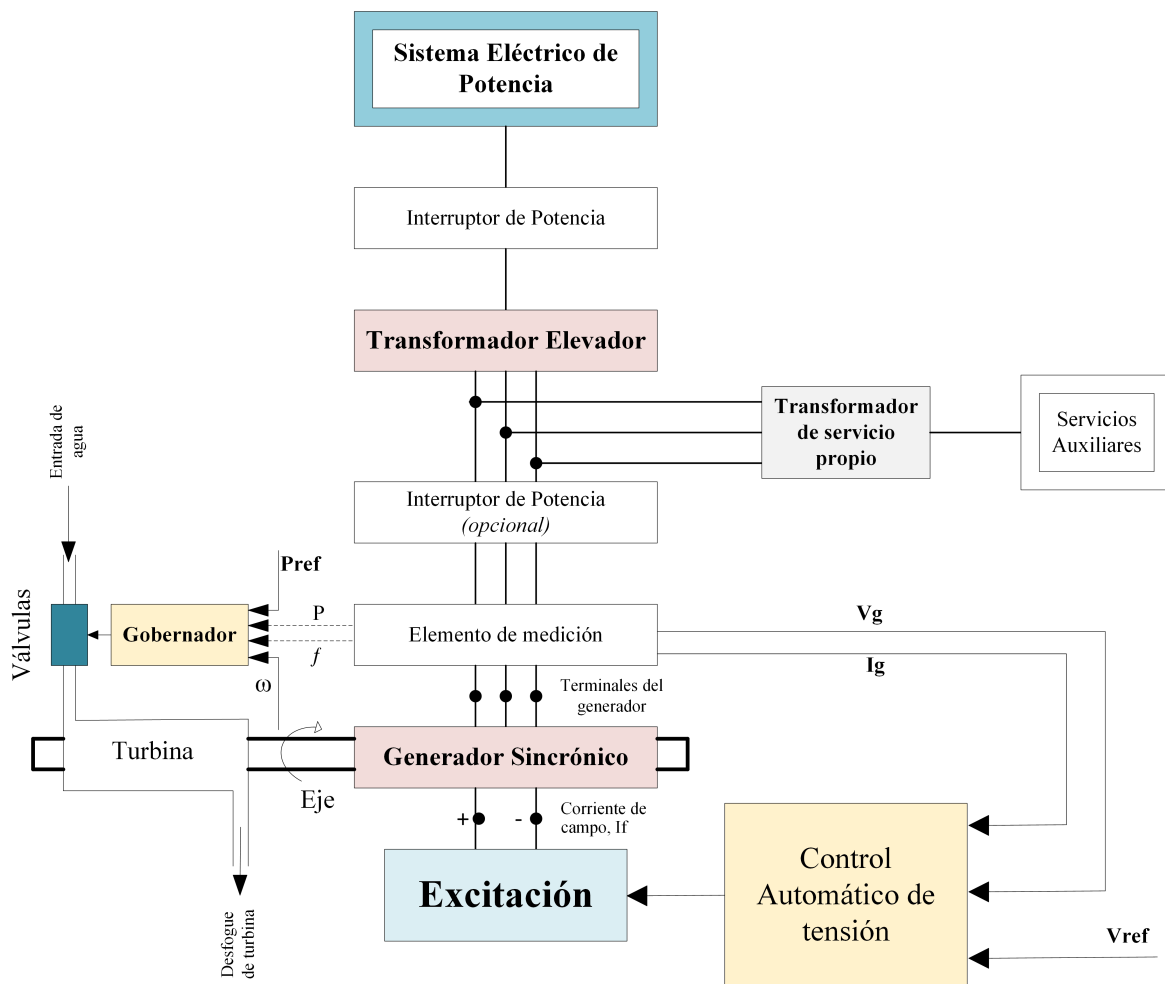 Sistema Eléctrico de
Potencia
Interruptor de Potencia
Transformador Elevador
Transformador
de servicio
propio
Servicios
Auxiliares
Entrada de
agua
Interruptor de Potencia
(opcional)
Pref
Válvulas
Gobernador
P
f
ω
Elemento de medición
Vg
Ig
Terminales del
generador
Turbina
Eje
Generador Sincrónico
+
-
Corriente de
campo, If
Excitación
Control
Automático de
tensión
Vref
Desfogue
de turbina